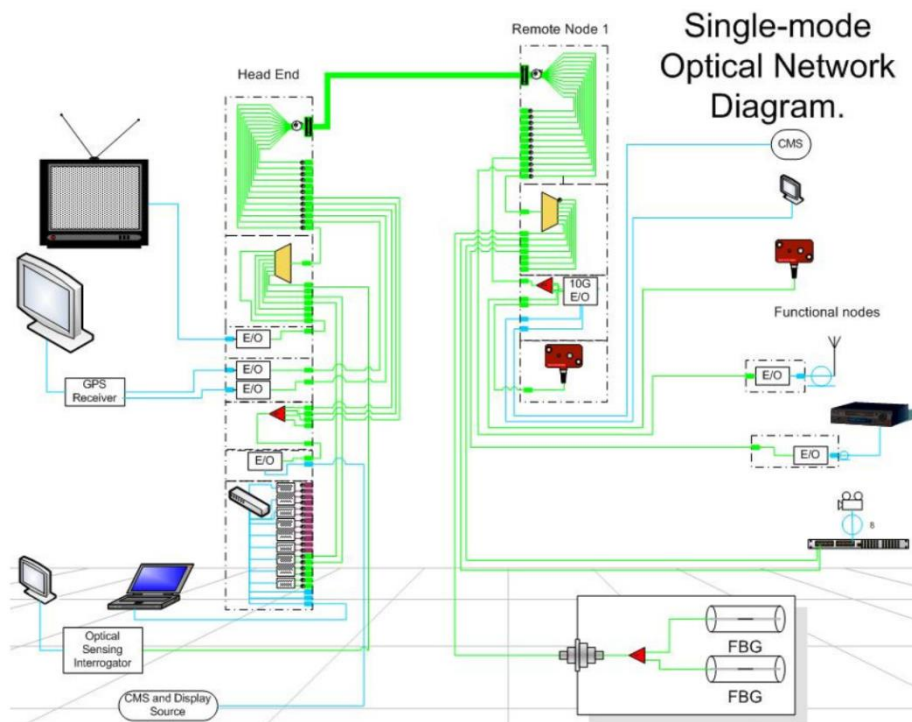 Single-mode
Optical Network
Diagram.
Remote Node 1
Head End
CMS
10G
E/O
Functional nodes
E/O
E/O
GPS
Receiver
E/O
E/O
E/O
E/O
E/O
8
Optical
Sensing
Interrogator
FBG
FBG
CMS and Display
Source